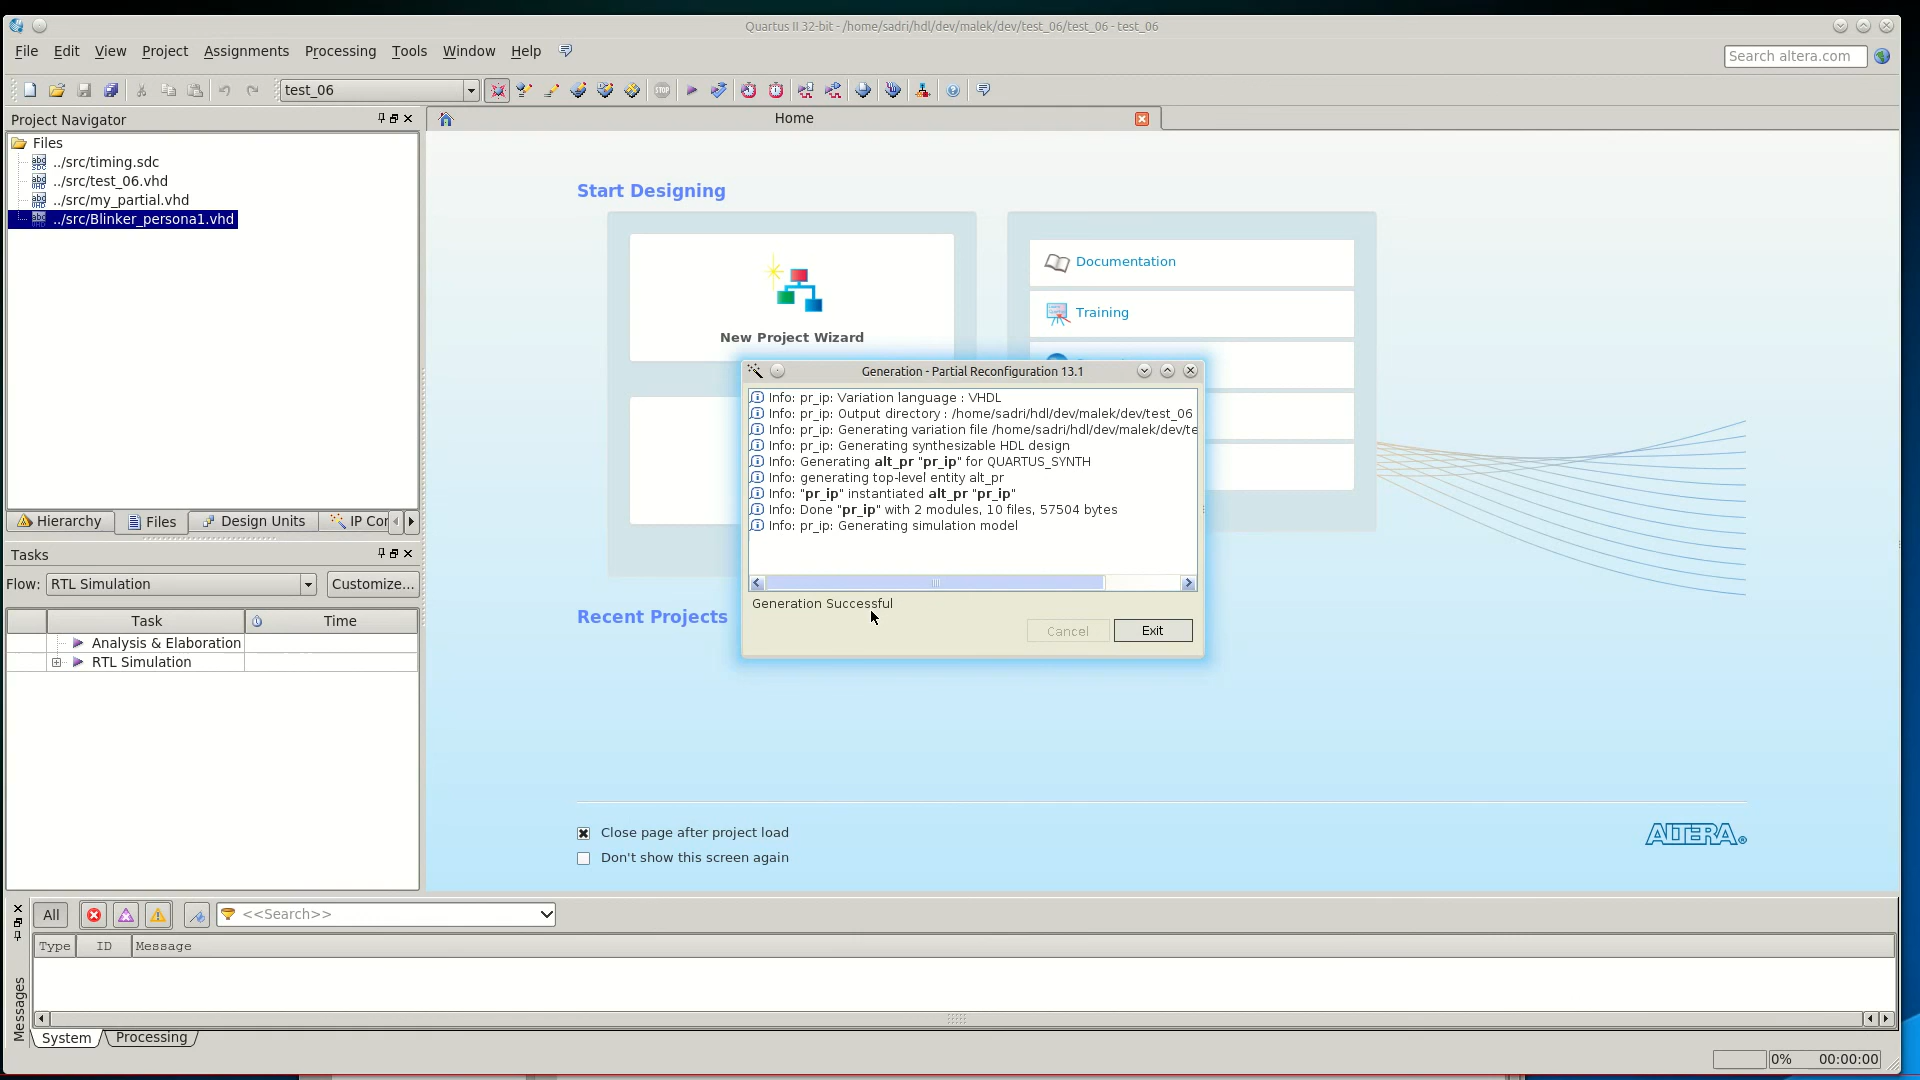 Quartus II 32-bit - /home/sadri/hdl/dev/malek/dev/test_06/test_06 - test_06
File Edit View Project Assignments Processing Tools Window Help
Search altera.com
test_06
Project Navigator
Home
Files
../src/timing.sdc
../src/test_06.vhd
../src/my_partial.vhd
../src/Blinker_persona1.vhd
Start Designing
New Project Wizard
Documentation
Training
Generation - Partial Reconfiguration 13.1
Info: pr_ip: Variation language : VHDL
Info: pr_ip: Output directory : /home/sadri/hdl/dev/malek/dev/test_06
Info: pr_ip: Generating variation file /home/sadri/hdl/dev/malek/dev/te
Info: pr_ip: Generating synthesizable HDL design
Info: Generating alt_pr "pr_ip" for QUARTUS_SYNTH
Info: generating top-level entity alt_pr
Info: "pr_ip" instantiated alt_pr "pr_ip"
Info: Done "pr_ip" with 2 modules, 10 files, 57504 bytes
Info: pr_ip: Generating simulation model
Generation Successful
Cancel Exit
Hierarchy Files Design Units IP Cor
Tasks
Flow: RTL Simulation Customize...
Task Time
Analysis & Elaboration
RTL Simulation
Recent Projects
Close page after project load
Don't show this screen again
ALTERA®
All <<Search>>
Type ID Message
Messages
System Processing
0% 00:00:00